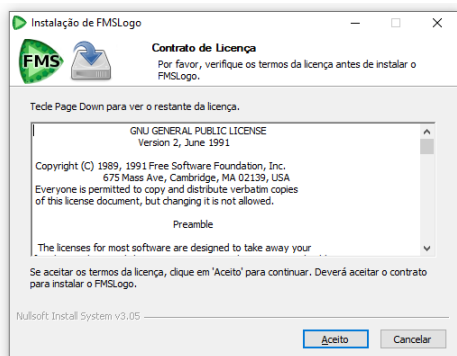 Instalação de FMSLogo
FMS
Contrato de Licença
Por favor, verifique os termos da licença antes de instalar o
FMSLogo.
Tecle Page Down para ver o restante da licença.
GNU GENERAL PUBLIC LICENSE
Version 2, June 1991
Copyright (C) 1989, 1991 Free Software Foundation, Inc.
675 Mass Ave, Cambridge, MA 02139, USA
Everyone is permitted to copy and distribute verbatim copies
of this license document, but changing it is not allowed.
Preamble
The licenses for most software are designed to take away your
Se aceitar os termos da licença, clique em 'Aceito' para continuar. Deverá aceitar o contrato
para instalar o FMSLogo.
Nullsoft Install System v3.05
Aceito
Cancelar